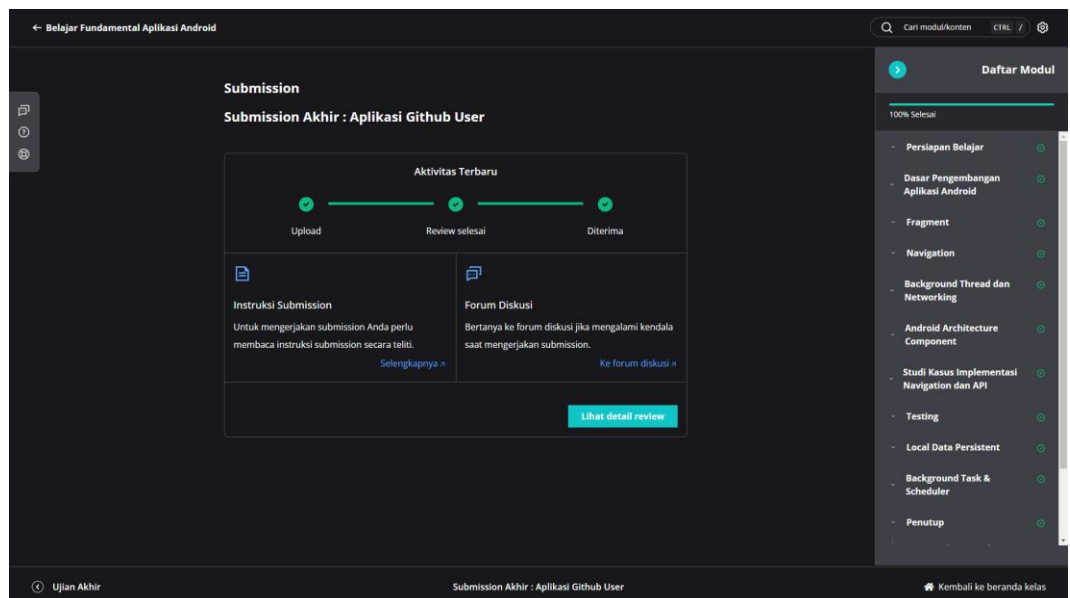 ← Belajar Fundamental Aplikasi Android
Cari modul/konten CTRL /
Submission
Submission Akhir : Aplikasi Github User
Aktivitas Terbaru
Upload
Review selesai
Diterima
Instruksi Submission
Untuk mengerjakan submission Anda perlu
membaca instruksi submission secara teliti.
Selengkapnya
Forum Diskusi
Bertanya ke forum diskusi jika mengalami kendala
saat mengerjakan submission.
Ke forum diskusi
Lihat detail review
Daftar Modul
100% Selesai
Persiapan Belajar
Dasar Pengembangan
Aplikasi Android
Fragment
Navigation
Background Thread dan
Networking
Android Architecture
Component
Studi Kasus Implementasi
Navigation dan API
Testing
Local Data Persistent
Background Task &
Scheduler
Penutup
Ujian Akhir
Submission Akhir : Aplikasi Github User
Kembali ke beranda kelas